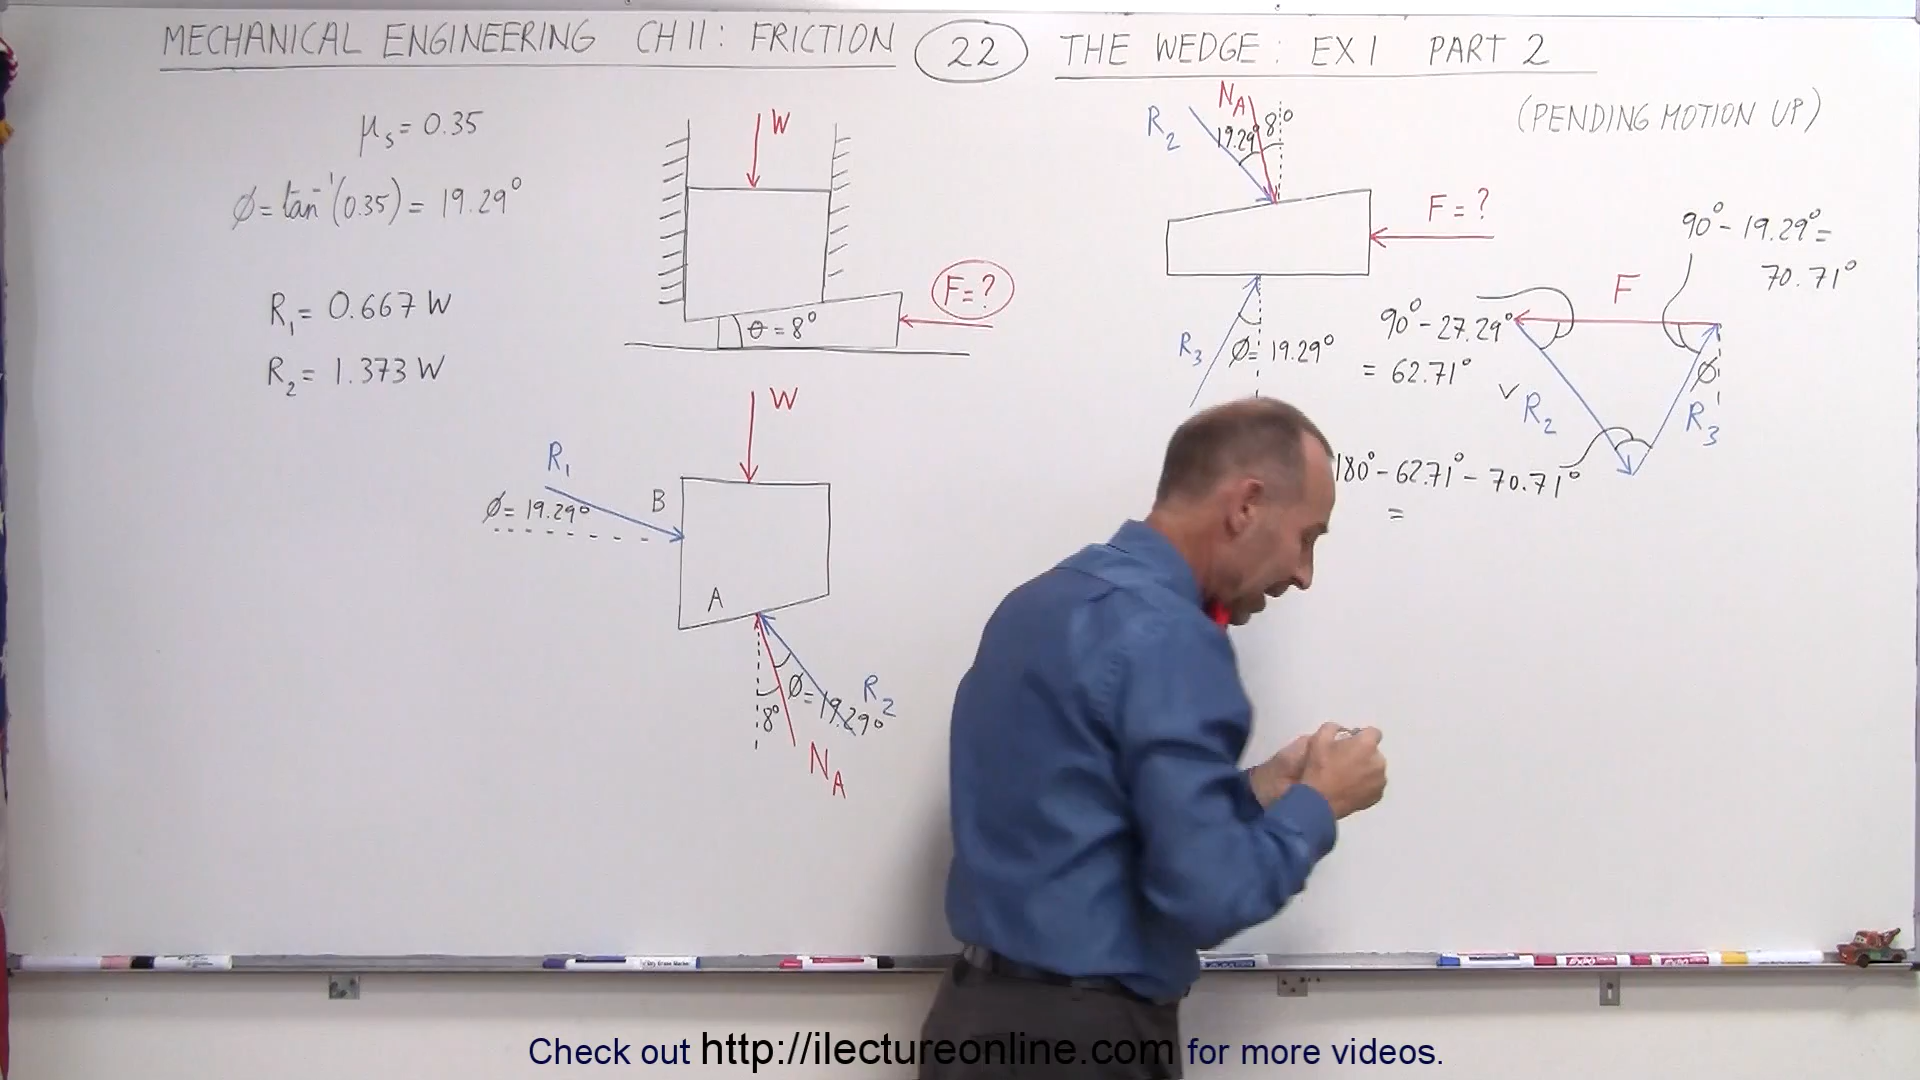 MECHANICAL ENGINEERING CH 11: FRICTION 22 THE WEDGE: EX 1 PART 2
(PENDING MOTION UP)
μs = 0.35
ϕ = tan⁻¹(0.35) = 19.29°
R₁ = 0.667 W
R₂ = 1.373 W
W
F = ?
θ = 8°
W
R₁
ϕ = 19.29°
B
A
8°
ϕ = 19.29°
R₂
N_A
R₂
N_A
19.29°
8°
F = ?
R₃
ϕ = 19.29°
90° - 19.29° =
70.71°
F
90° - 27.29°
= 62.71°
ϕ
✓ R₂
R₃
180° - 62.71° - 70.71°
=
Check out http://ilectureonline.com for more videos.